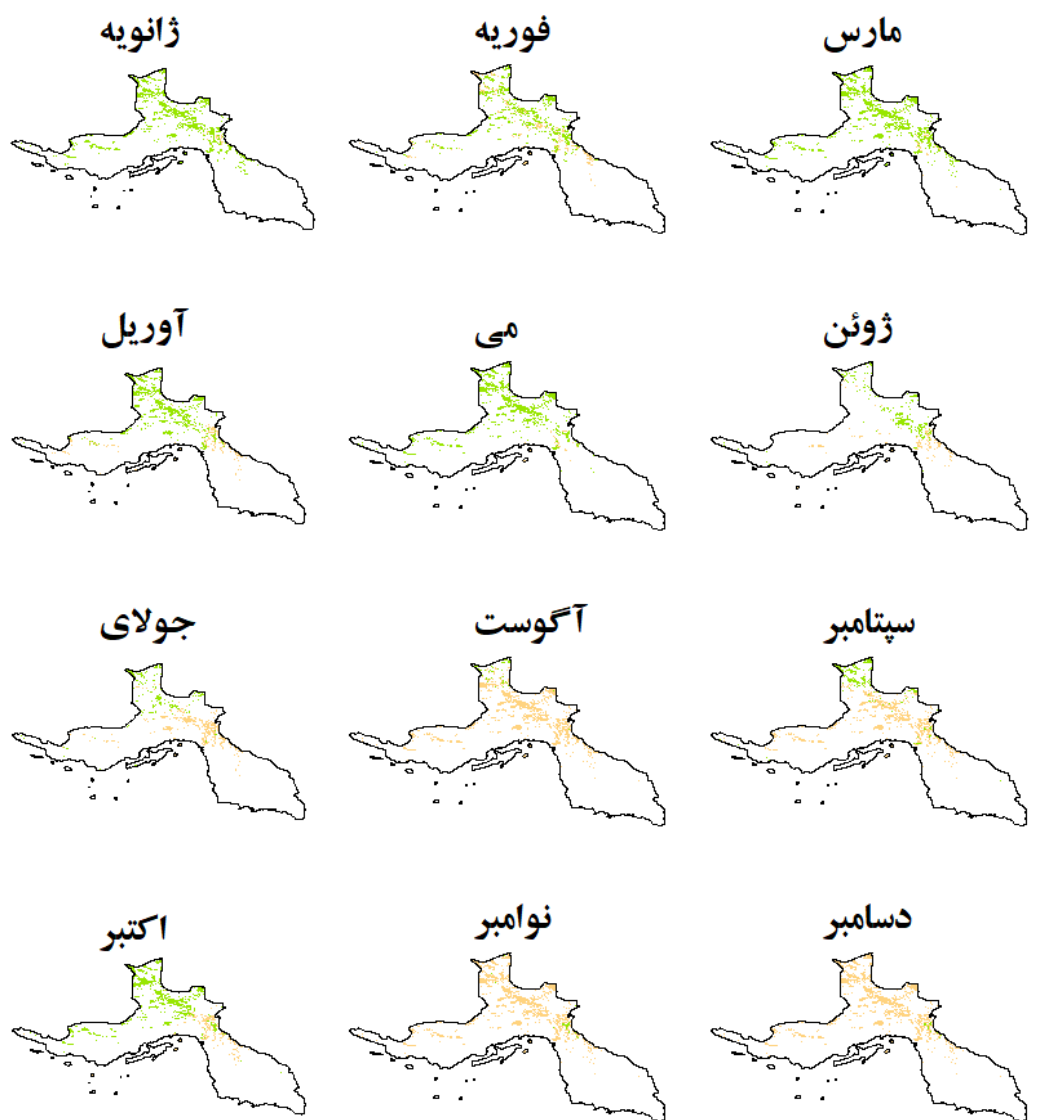 ژانویه فوریه مارس
آوریل می ژوئن
جولای آگوست سپتامبر
اکتبر نوامبر دسامبر